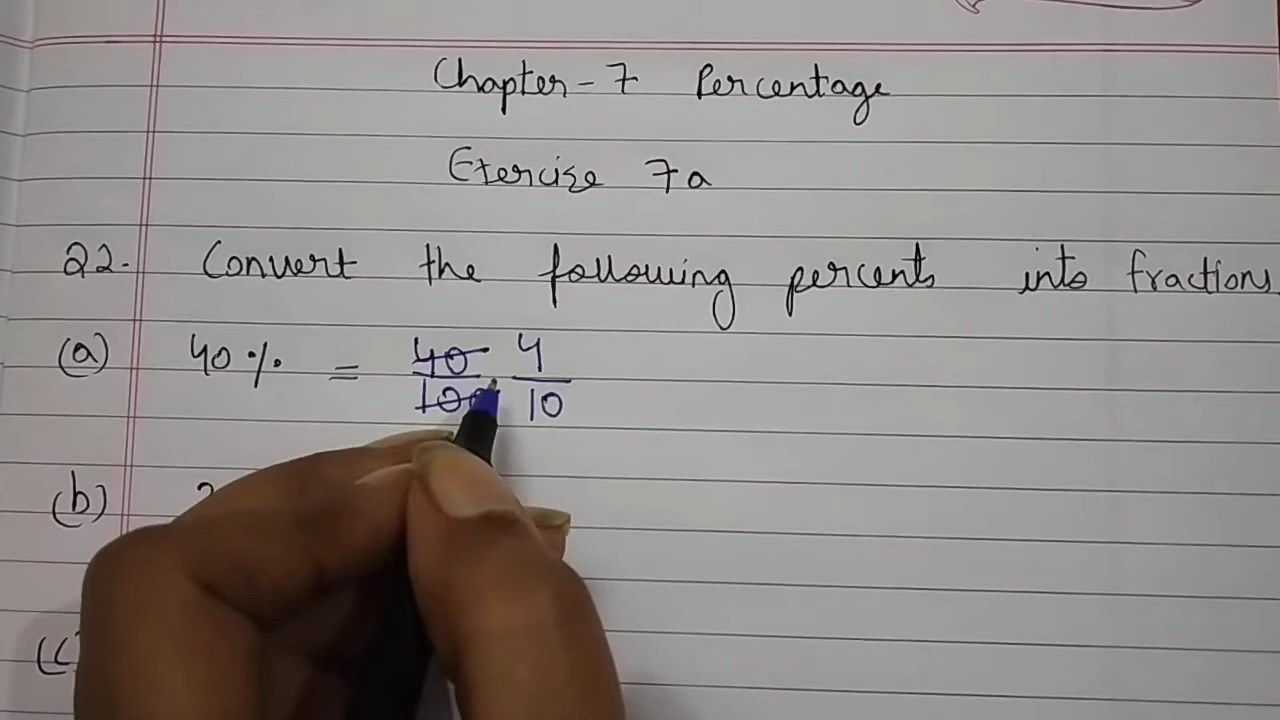 Chapter-7 Percentage
Exercise 7a
22. Convert the following percents into fractions
(a) 40% = 40/100 4/10
(b)
(c)